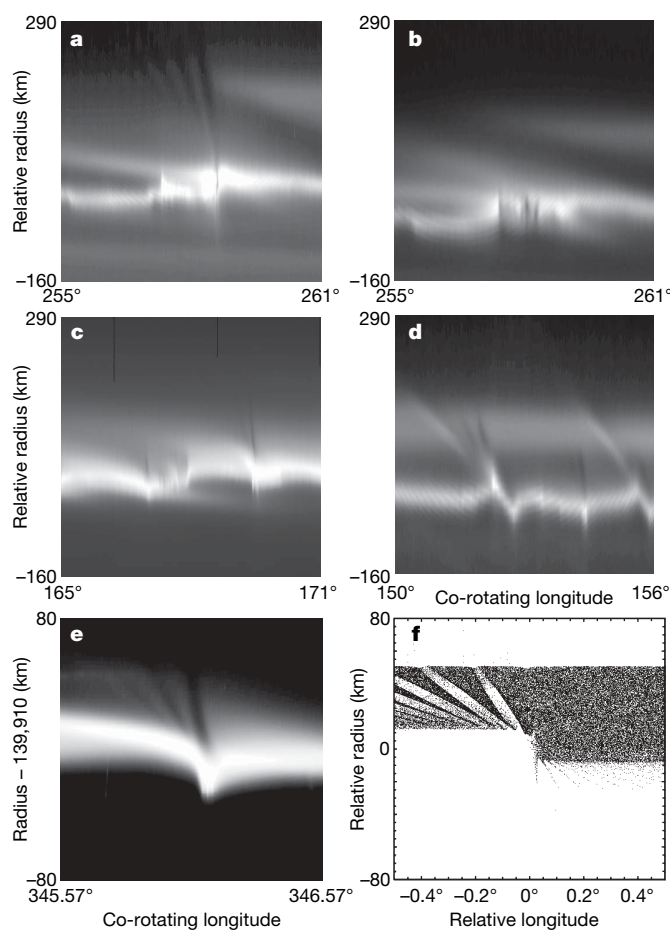 290
a
Relative radius (km)
−160
255°
261°
290
b
−160
255°
261°
290
c
Relative radius (km)
−160
165°
171°
290
d
−160
150°
156°
Co-rotating longitude
80
e
Radius − 139,910 (km)
−80
345.57°
346.57°
Co-rotating longitude
80
f
Relative radius (km)
0
−80
−0.4° −0.2° 0° 0.2° 0.4°
Relative longitude